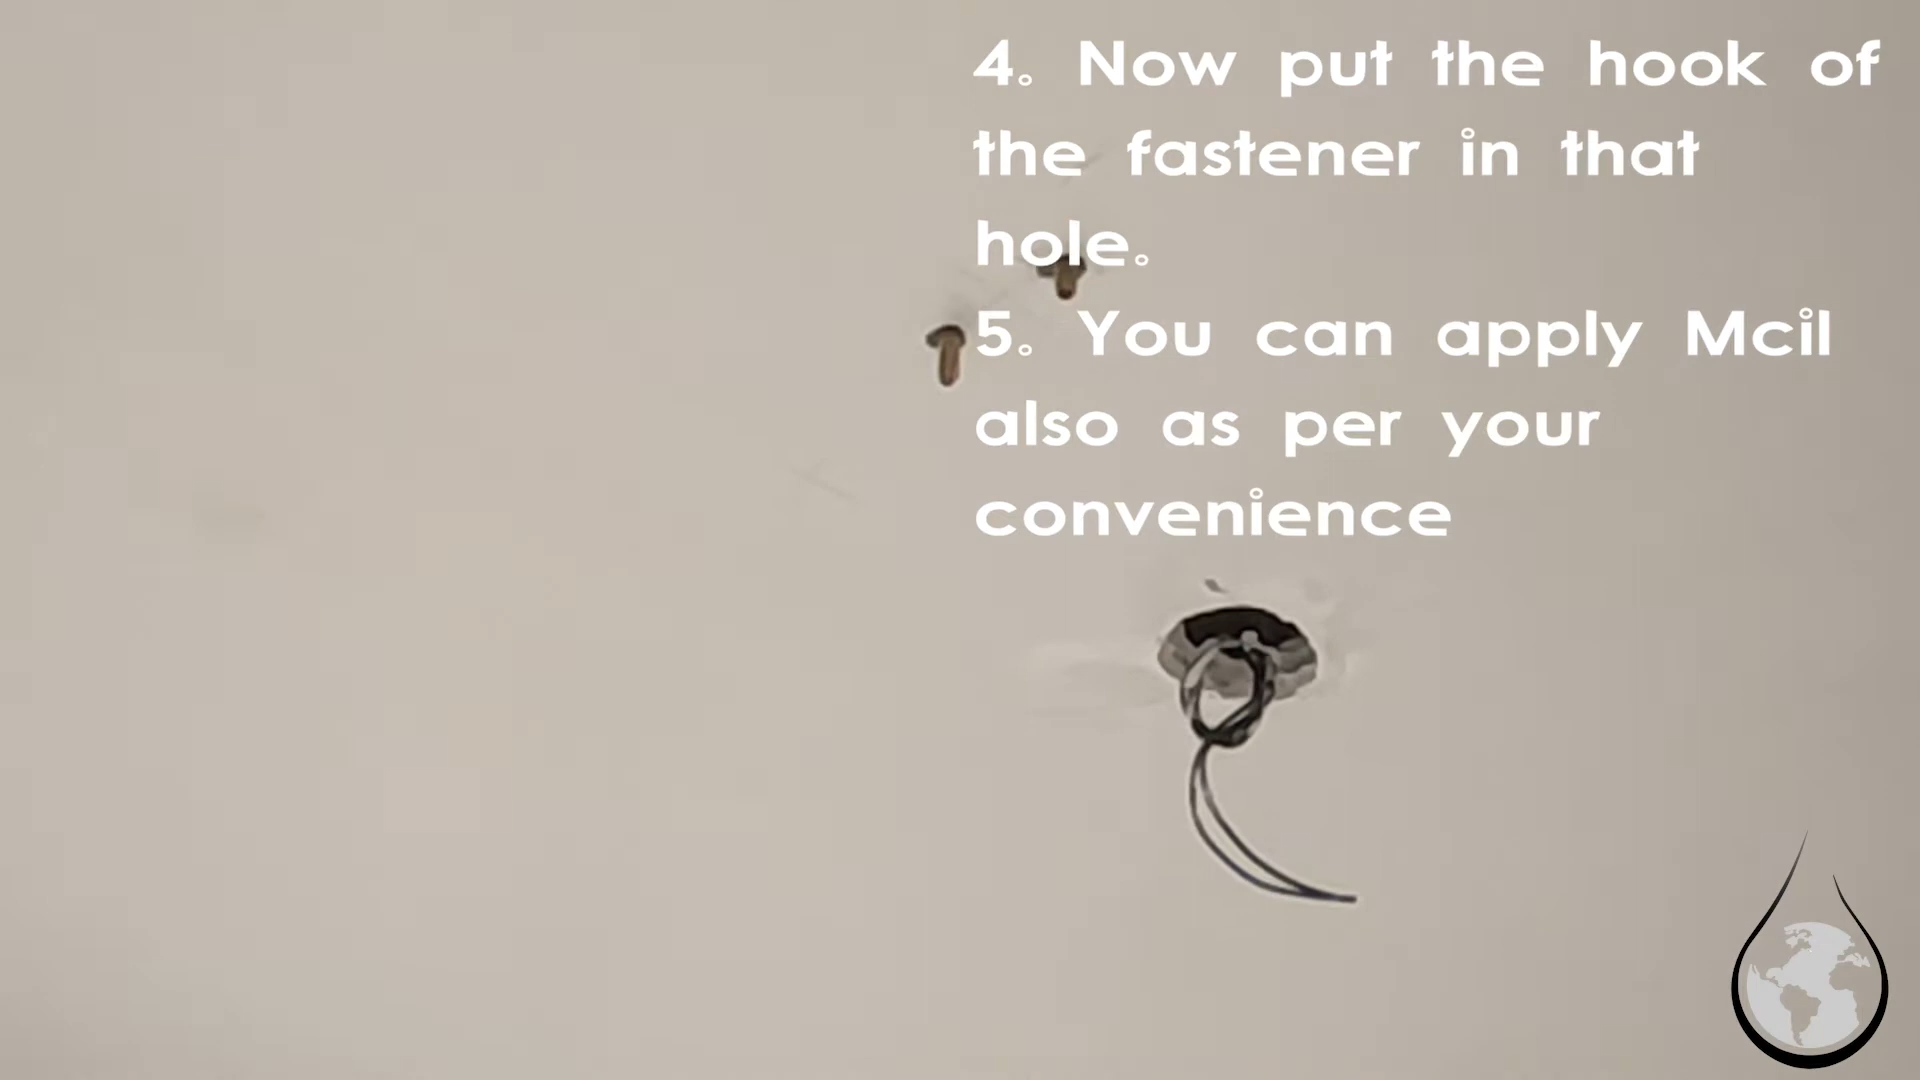 4. Now put the hook of
the fastener in that
hole.
5. You can apply Mcil
also as per your
convenience